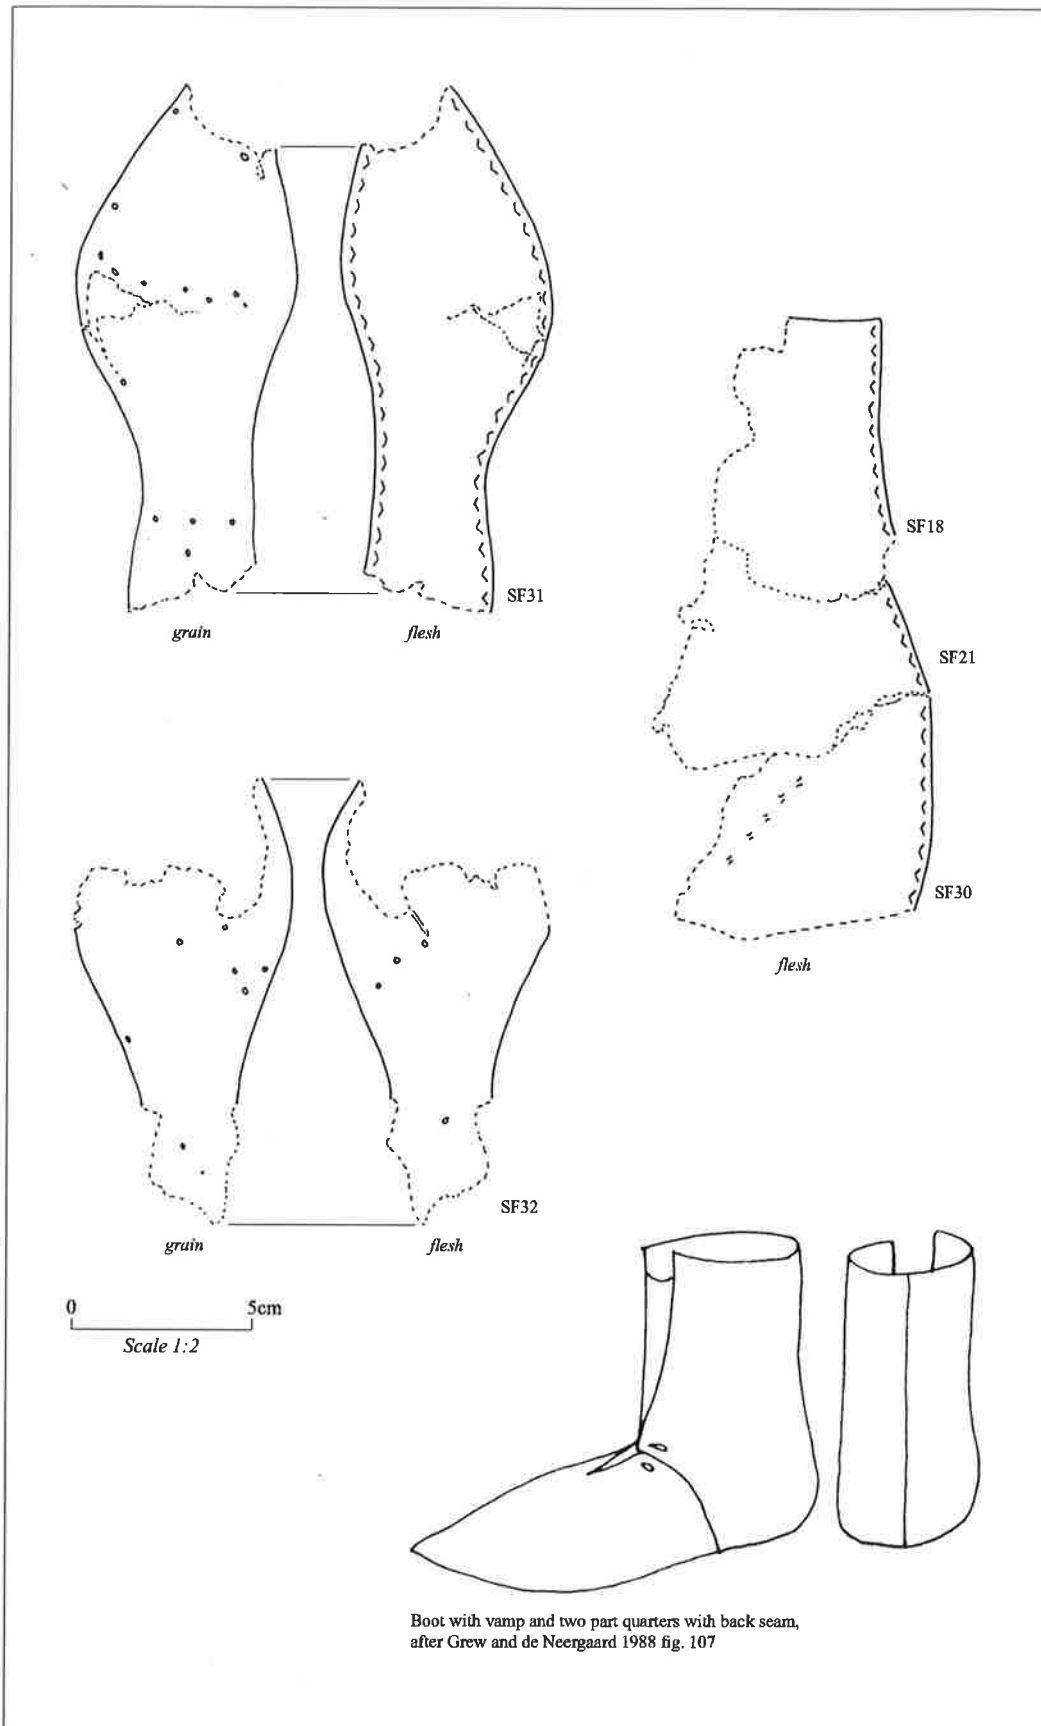 SF31
grain
flesh
SF18
SF21
SF30
flesh
SF32
grain
flesh
0 5cm
Scale 1:2
Boot with vamp and two part quarters with back seam,
after Grew and de Neergaard 1988 fig. 107